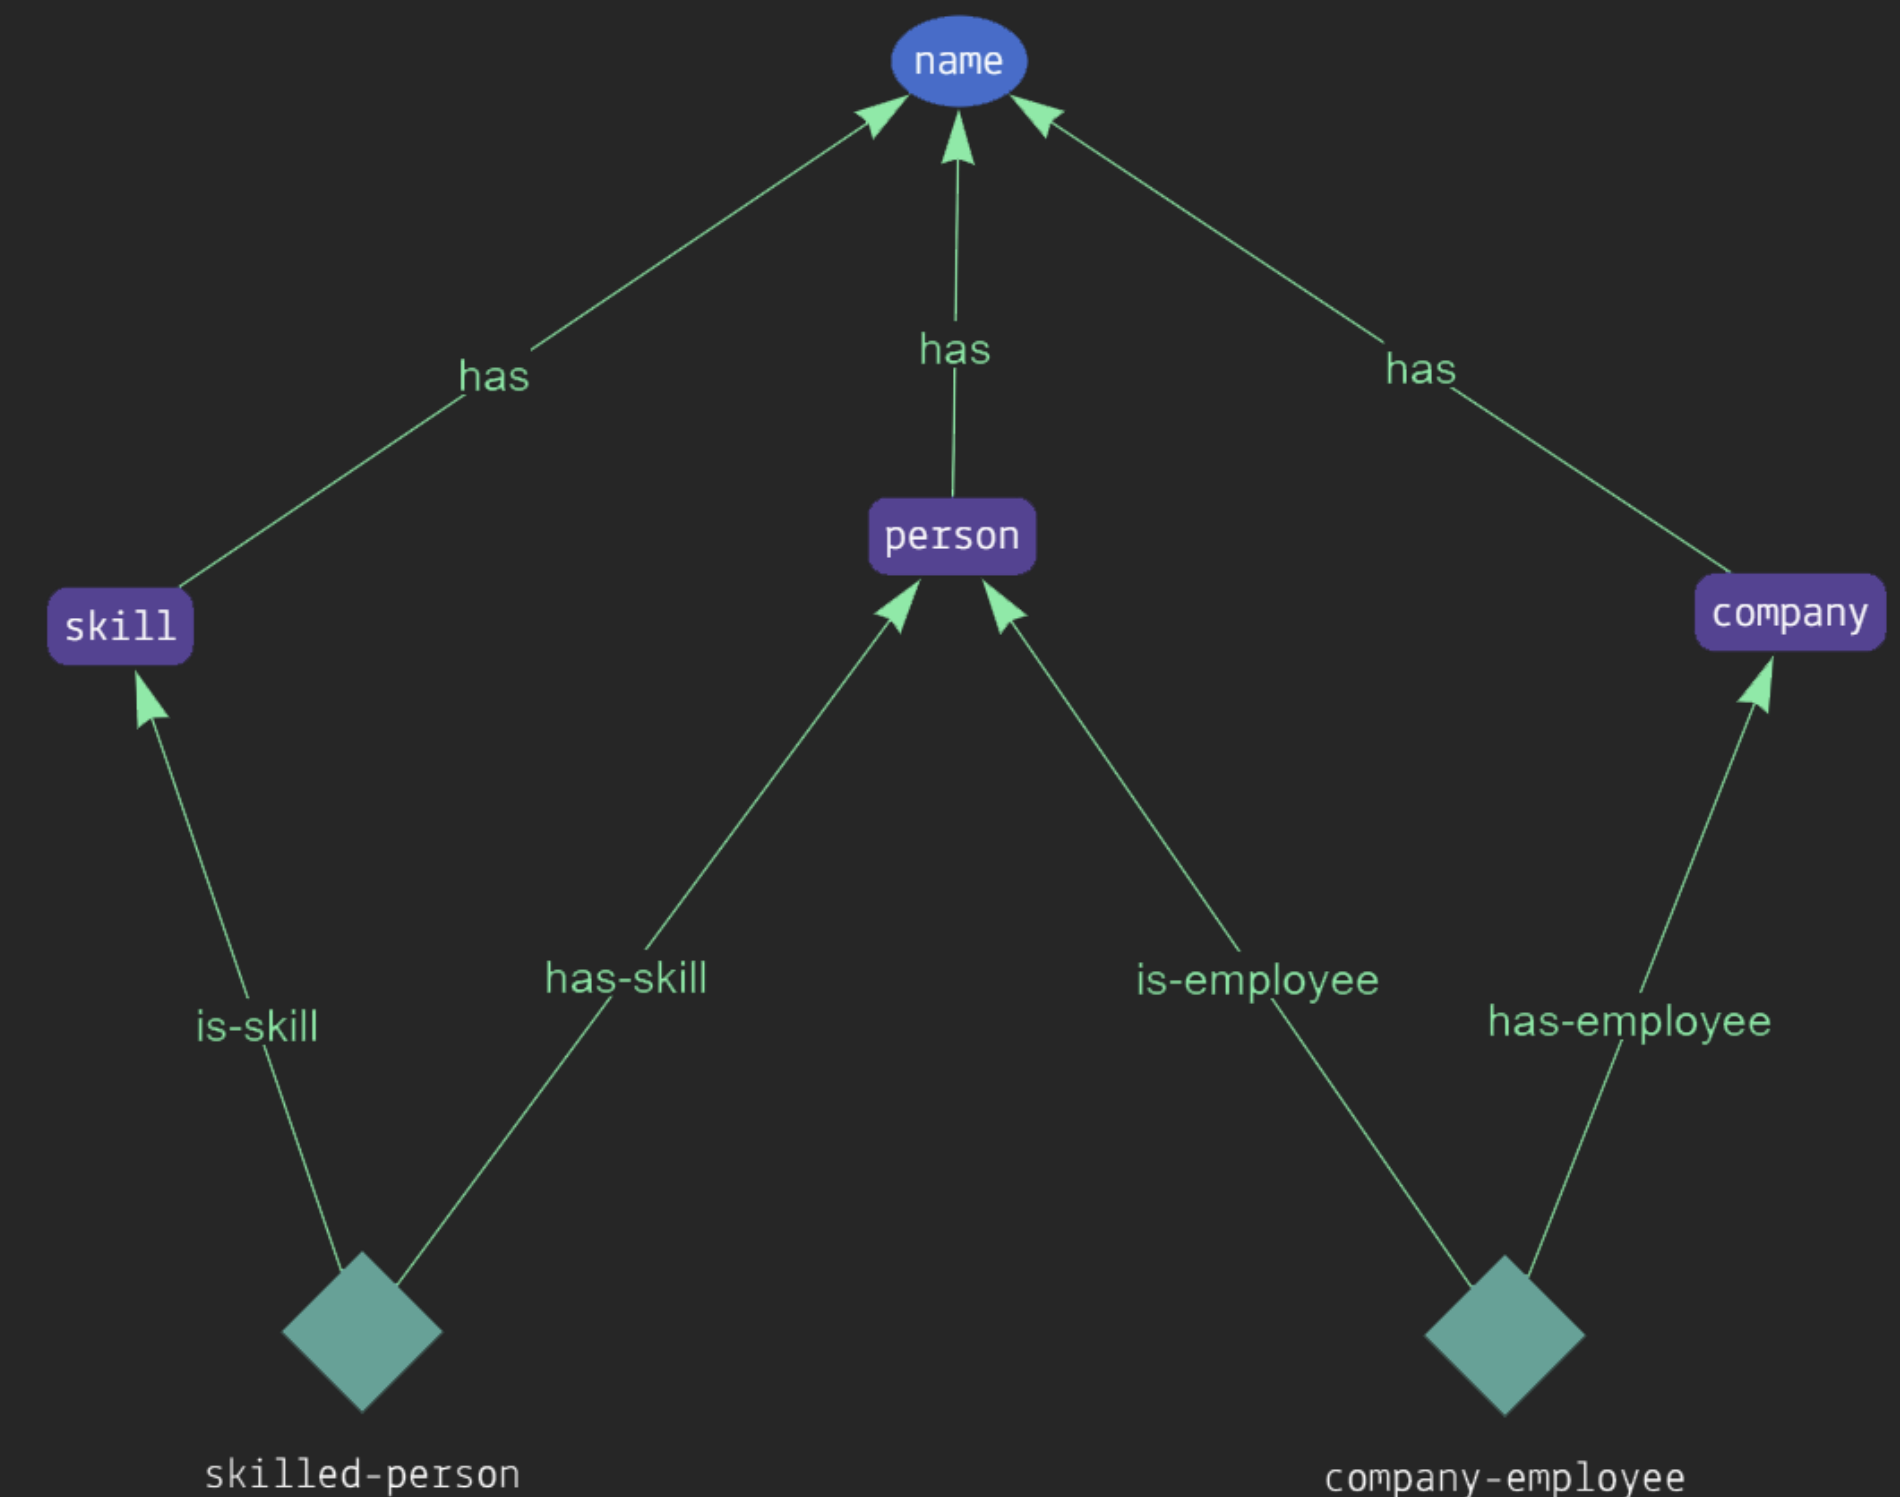 name
has
has
has
person
skill
company
has-skill
is-employee
is-skill
has-employee
skilled-person
company-employee